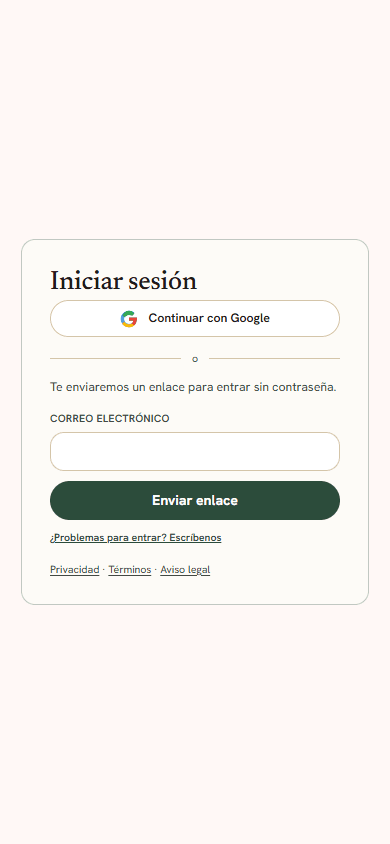 Iniciar sesión
Continuar con Google
o
Te enviaremos un enlace para entrar sin contraseña.
CORREO ELECTRÓNICO
Enviar enlace
¿Problemas para entrar? Escríbenos
Privacidad · Términos · Aviso legal